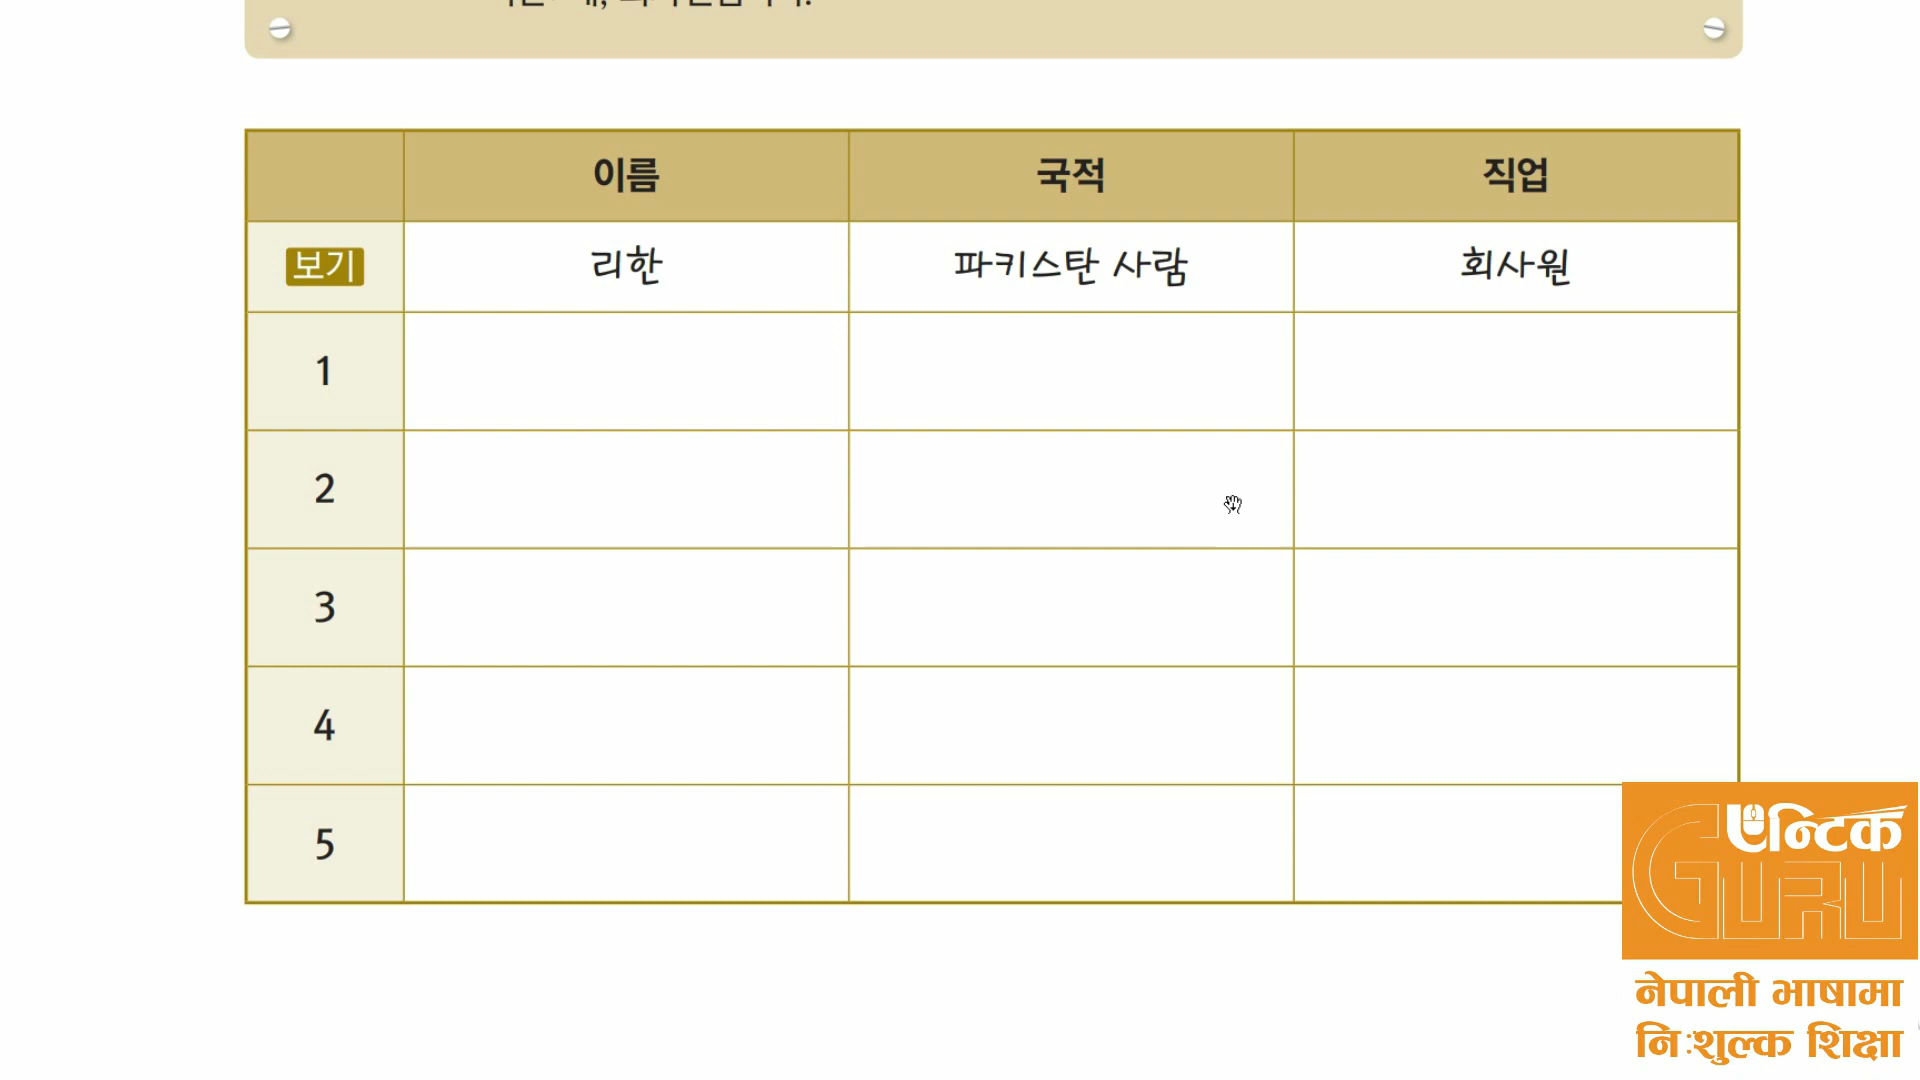 이름 국적 직업
보기 리한 파키스탄 사람 회사원
1
2
3
4
5
एन्टिक
GURU
नेपाली भाषामा
नि:शुल्क शिक्षा